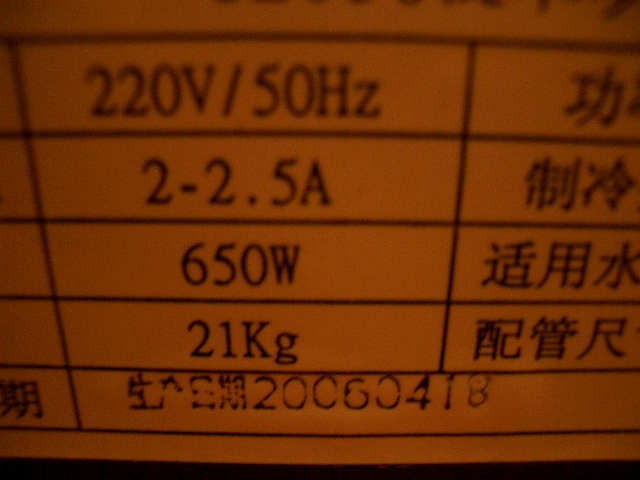 220V/50Hz 功
2-2.5A 制冷
650W 适用水
21Kg 配管尺
期 生产日期20060418